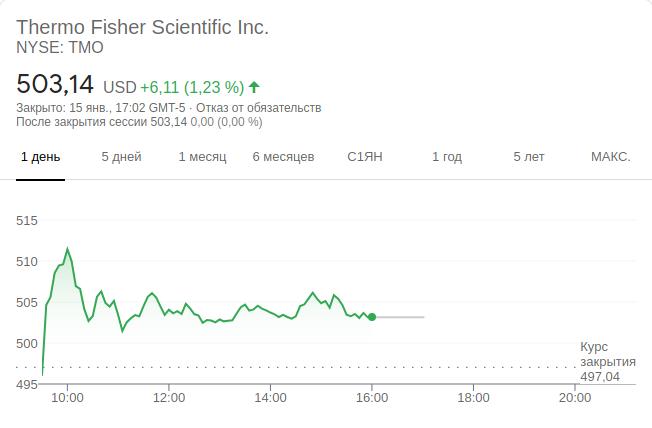 Thermo Fisher Scientific Inc.
NYSE: TMO
503,14 USD +6,11 (1,23 %)
Закрыто: 15 янв., 17:02 GMT-5 · Отказ от обязательств
После закрытия сессии 503,14 0,00 (0,00 %)
1 день 5 дней 1 месяц 6 месяцев С1ЯН 1 год 5 лет МАКС.
515
510
505
500
Курс
закрытия
497,04
495
10:00 12:00 14:00 16:00 18:00 20:00